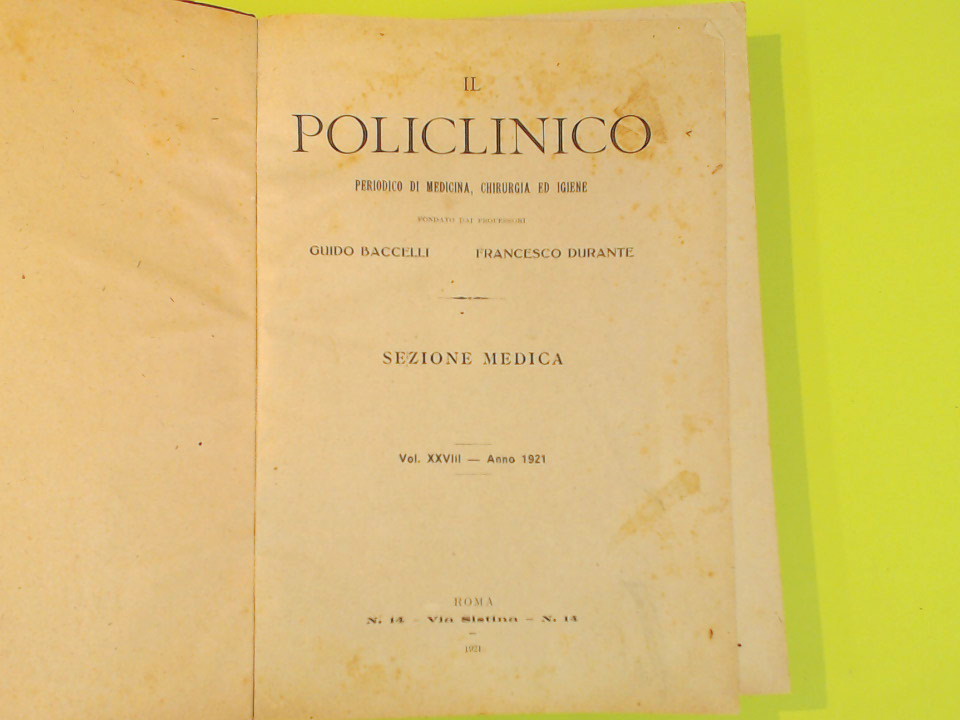 IL
POLICLINICO
PERIODICO DI MEDICINA, CHIRURGIA ED IGIENE
FONDATO DAI PROFESSORI
GUIDO BACCELLI FRANCESCO DURANTE
SEZIONE MEDICA
Vol. XXVIII — Anno 1921
ROMA
N. 14 - Via Sistina - N. 14
1921